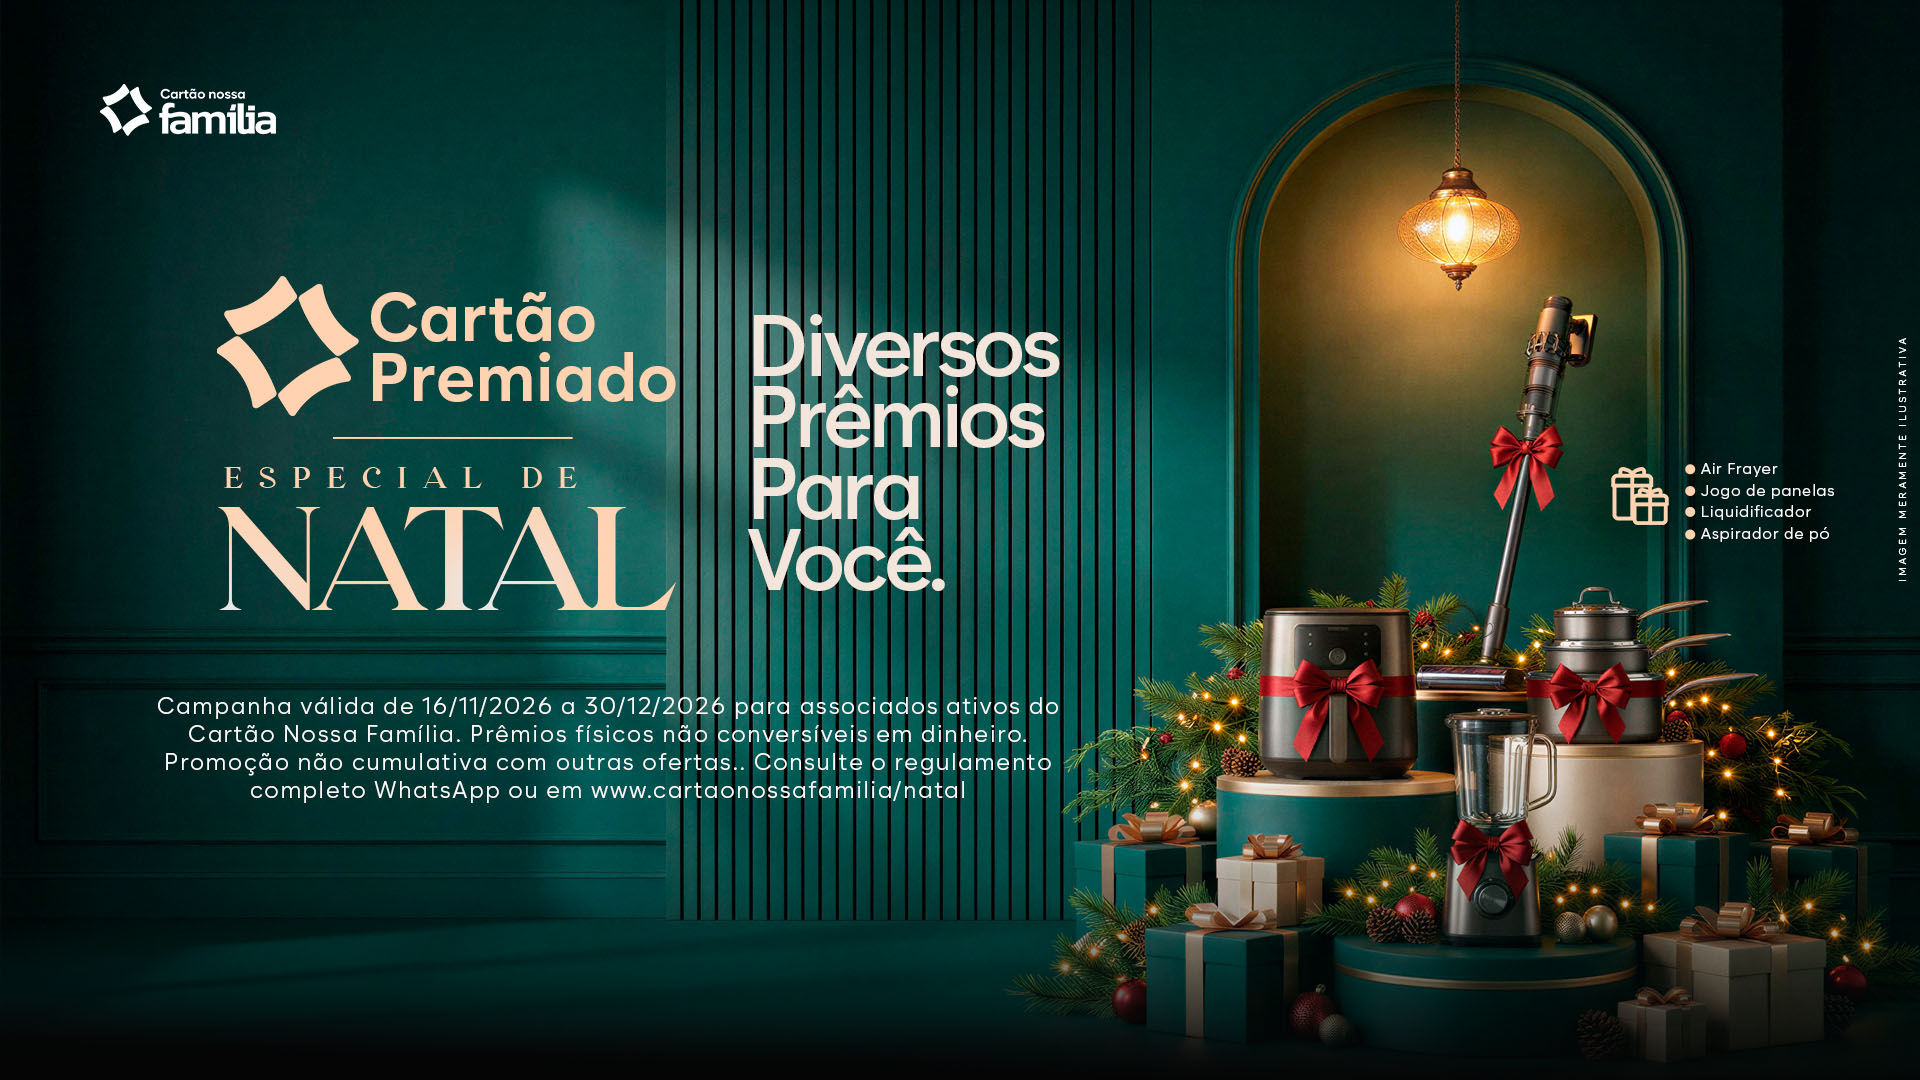 Cartão nossa
família
Cartão
Premiado
ESPECIAL DE
NATAL
Diversos
Prêmios
Para
Você.
Air Frayer
Jogo de panelas
Liquidificador
Aspirador de pó
IMAGEM MERAMENTE ILUSTRATIVA
Campanha válida de 16/11/2026 a 30/12/2026 para associados ativos do
Cartão Nossa Família. Prêmios físicos não conversíveis em dinheiro.
Promoção não cumulativa com outras ofertas.. Consulte o regulamento
completo WhatsApp ou em www.cartaonossafamilia/natal